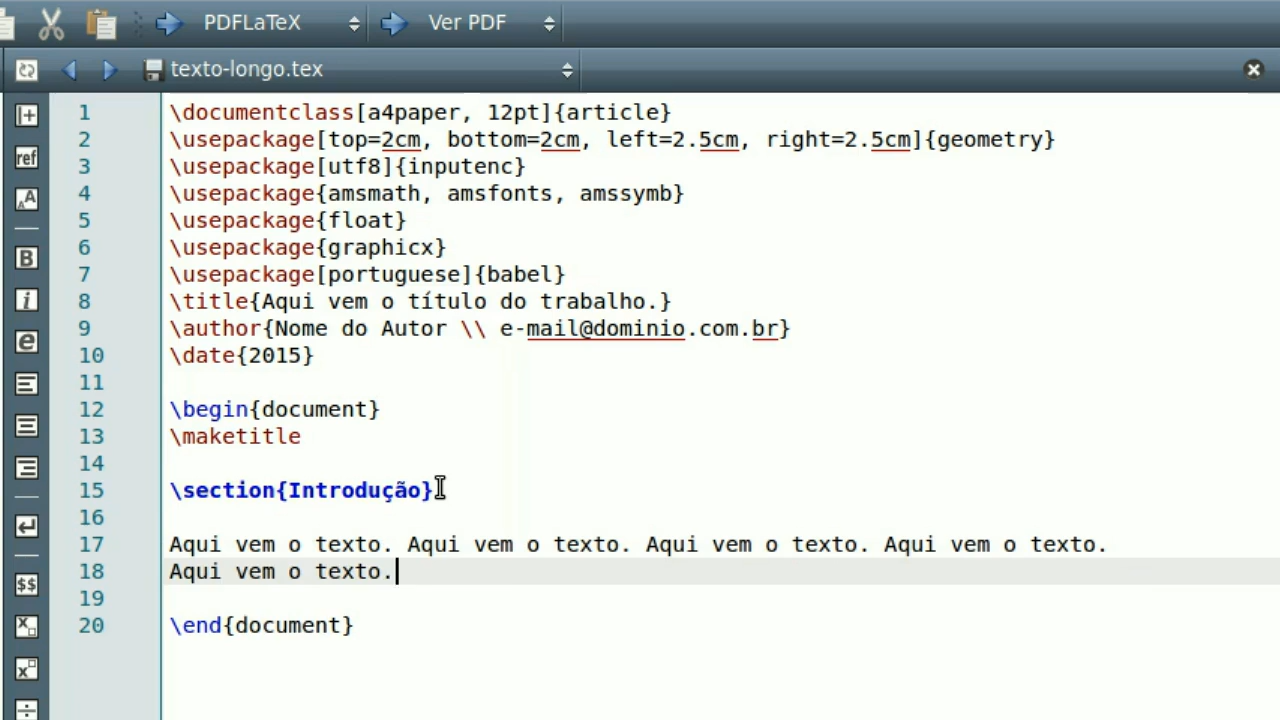 PDFLaTeX Ver PDF
texto-longo.tex
1 \documentclass[a4paper, 12pt]{article}
2 \usepackage[top=2cm, bottom=2cm, left=2.5cm, right=2.5cm]{geometry}
3 \usepackage[utf8]{inputenc}
4 \usepackage{amsmath, amsfonts, amssymb}
5 \usepackage{float}
6 \usepackage{graphicx}
7 \usepackage[portuguese]{babel}
8 \title{Aqui vem o título do trabalho.}
9 \author{Nome do Autor \\ e-mail@dominio.com.br}
10 \date{2015}
11
12 \begin{document}
13 \maketitle
14
15 \section{Introdução}
16
17 Aqui vem o texto. Aqui vem o texto. Aqui vem o texto. Aqui vem o texto.
18 Aqui vem o texto.
19
20 \end{document}
ref
A A
B
i
e
$$
x
x